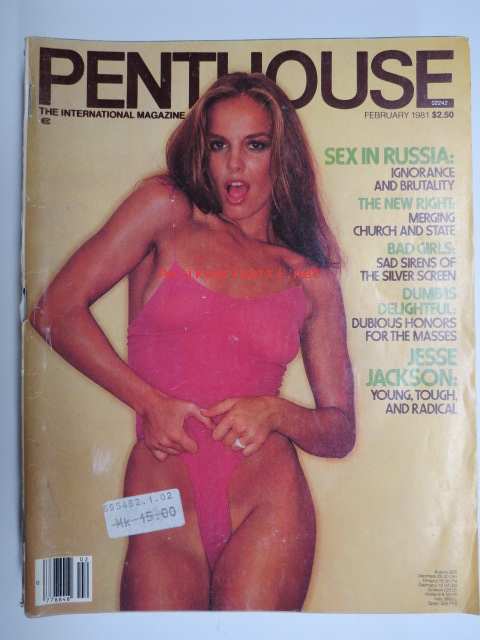 PENTHOUSE
02242
THE INTERNATIONAL MAGAZINE
FEBRUARY 1981 $2.50
SEX IN RUSSIA:
IGNORANCE
AND BRUTALITY
THE NEW RIGHT:
MERGING
CHURCH AND STATE
BAD GIRLS:
SAD SIRENS OF
THE SILVER SCREEN
DUMB IS
DELIGHTFUL:
DUBIOUS HONORS
FOR THE MASSES
JESSE
JACKSON:
YOUNG, TOUGH,
AND RADICAL
Mk 45.00
02